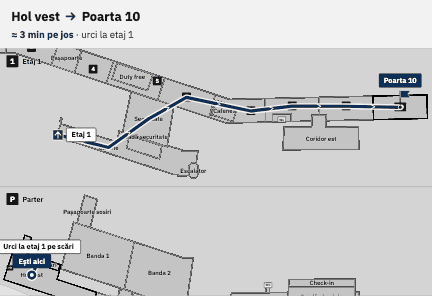 Hol vest → Poarta 10
≈ 3 min pe jos · urci la etaj 1
1 Etaj 1
Pașapoarte
4
Duty free
5
Poarta 10
Etaj 1
Coridor est
Escalator
P Parter
Pașapoarte sosiri
Urci la etaj 1 pe scări
Ești aici
Banda 1
Banda 2
Check-in